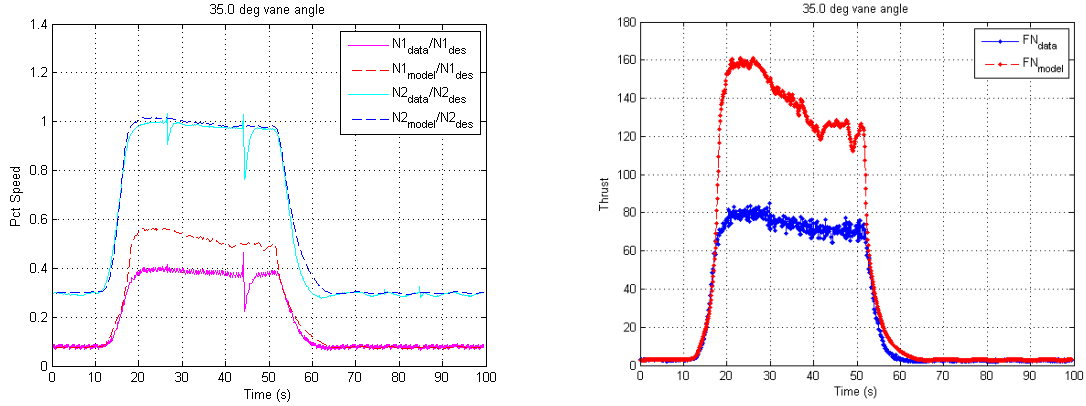 35.0 deg vane angle
1.4
1.2
1
0.8
0.6
0.4
0.2
0
Pct Speed
N1data/N1des
N1model/N1des
N2data/N2des
N2model/N2des
0 10 20 30 40 50 60 70 80 90 100
Time (s)
35.0 deg vane angle
180
160
140
120
100
80
60
40
20
0
Thrust
FNdata
FNmodel
0 10 20 30 40 50 60 70 80 90 100
Time (s)